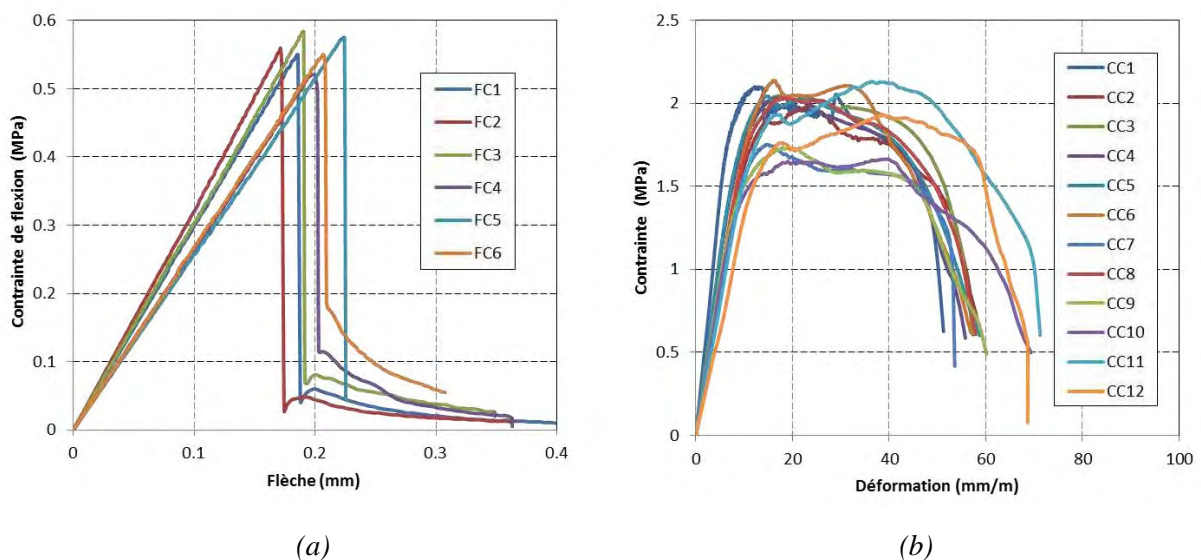 Contrainte de flexion (MPa)
0.6
0.5
0.4
0.3
0.2
0.1
0
0
0.1
0.2
0.3
0.4
Flèche (mm)
FC1
FC2
FC3
FC4
FC5
FC6
(a)
Contrainte (MPa)
2.5
2
1.5
1
0.5
0
0
20
40
60
80
100
Déformation (mm/m)
CC1
CC2
CC3
CC4
CC5
CC6
CC7
CC8
CC9
CC10
CC11
CC12
(b)